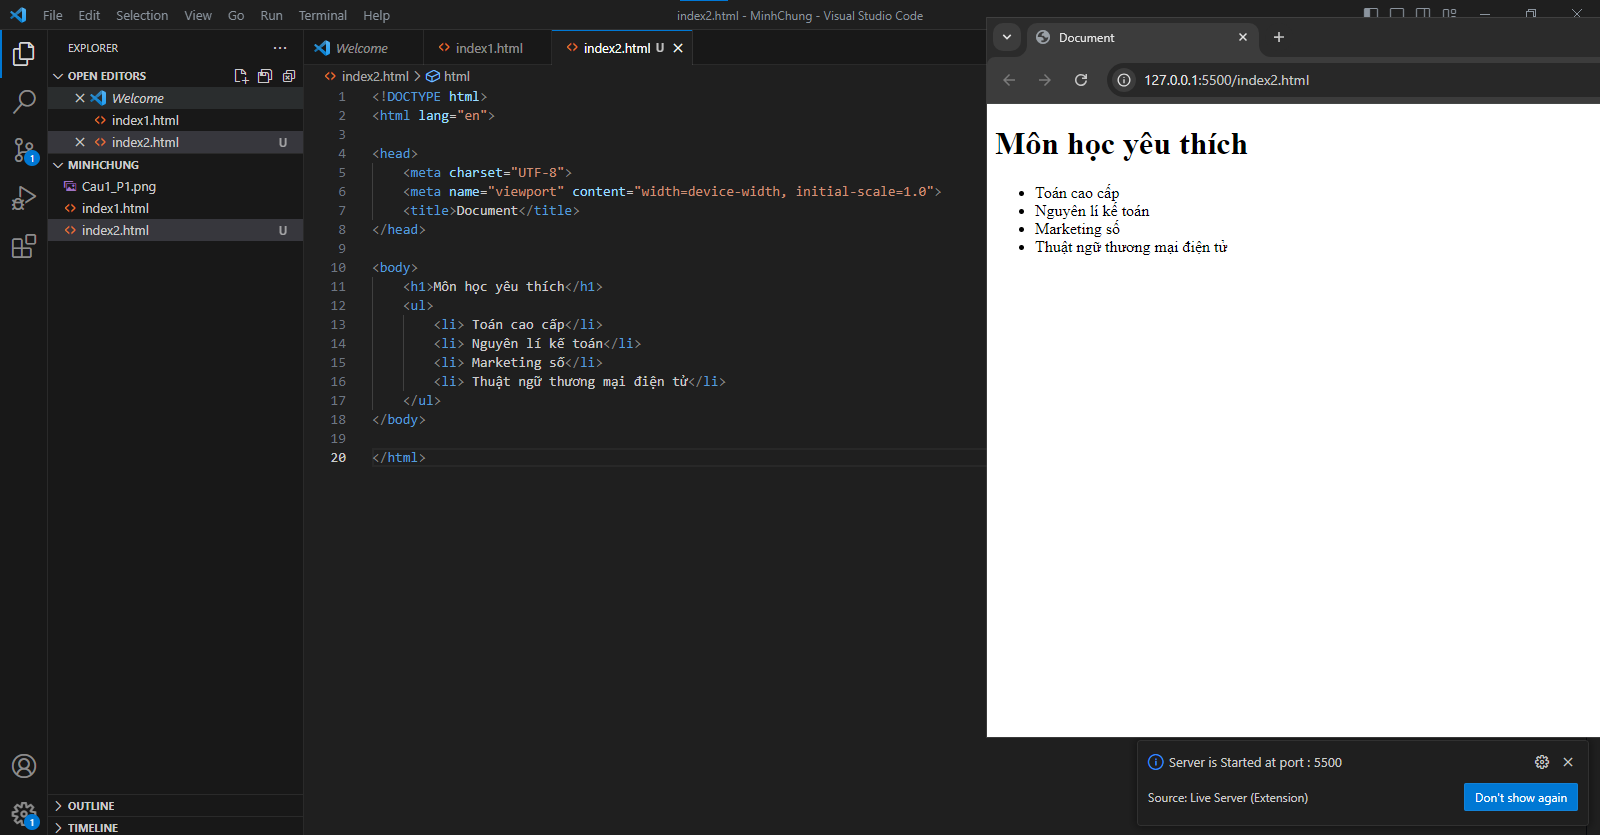 File Edit Selection View Go Run Terminal Help
index2.html - MinhChung - Visual Studio Code
EXPLORER
OPEN EDITORS
Welcome
index1.html
index2.html U
MINHCHUNG
Cau1_P1.png
index1.html
index2.html U
OUTLINE
TIMELINE
1
1
Welcome index1.html index2.html U
index2.html > html
1 <!DOCTYPE html>
2 <html lang="en">
3
4 <head>
5 <meta charset="UTF-8">
6 <meta name="viewport" content="width=device-width, initial-scale=1.0">
7 <title>Document</title>
8 </head>
9
10 <body>
11 <h1>Môn học yêu thích</h1>
12 <ul>
13 <li> Toán cao cấp</li>
14 <li> Nguyên lí kế toán</li>
15 <li> Marketing số</li>
16 <li> Thuật ngữ thương mại điện tử</li>
17 </ul>
18 </body>
19
20 </html>
Document
127.0.0.1:5500/index2.html
Môn học yêu thích
• Toán cao cấp
• Nguyên lí kế toán
• Marketing số
• Thuật ngữ thương mại điện tử
Server is Started at port : 5500
Source: Live Server (Extension)
Don't show again